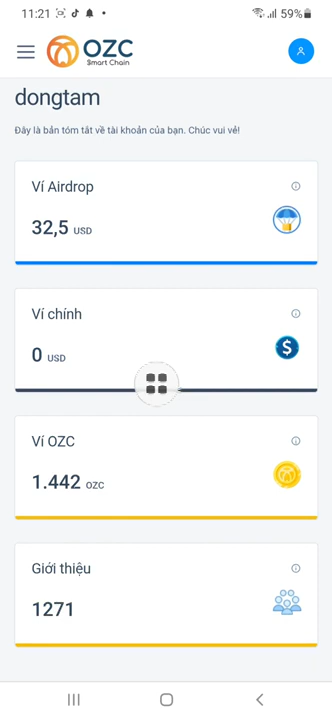 11:21
59%
OZC
Smart Chain
dongtam
Đây là bản tóm tắt về tài khoản của bạn. Chúc vui vẻ!
Ví Airdrop
32,5 USD
Ví chính
0 USD
Ví OZC
1.442 OZC
Giới thiệu
1271